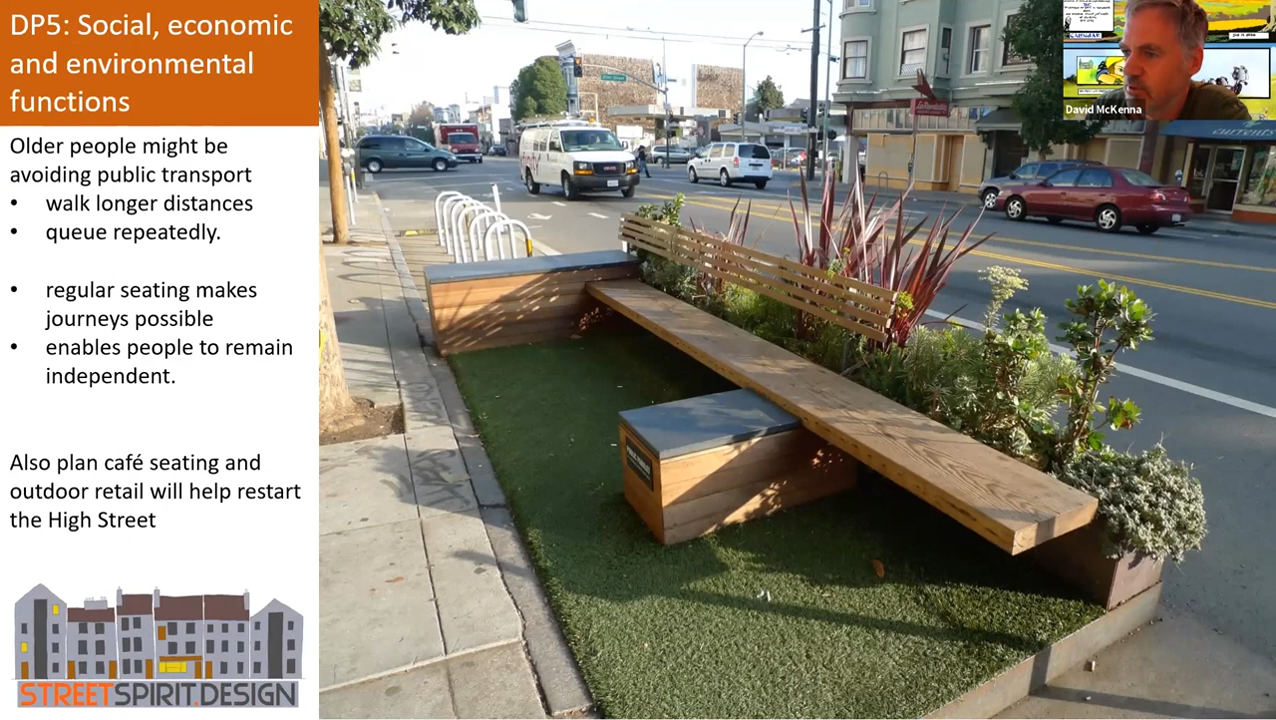 DP5: Social, economic
and environmental
functions
Older people might be
avoiding public transport
• walk longer distances
• queue repeatedly.
• regular seating makes
journeys possible
• enables people to remain
independent.
Also plan café seating and
outdoor retail will help restart
the High Street
STREETSPIRIT.DESIGN
David McKenna